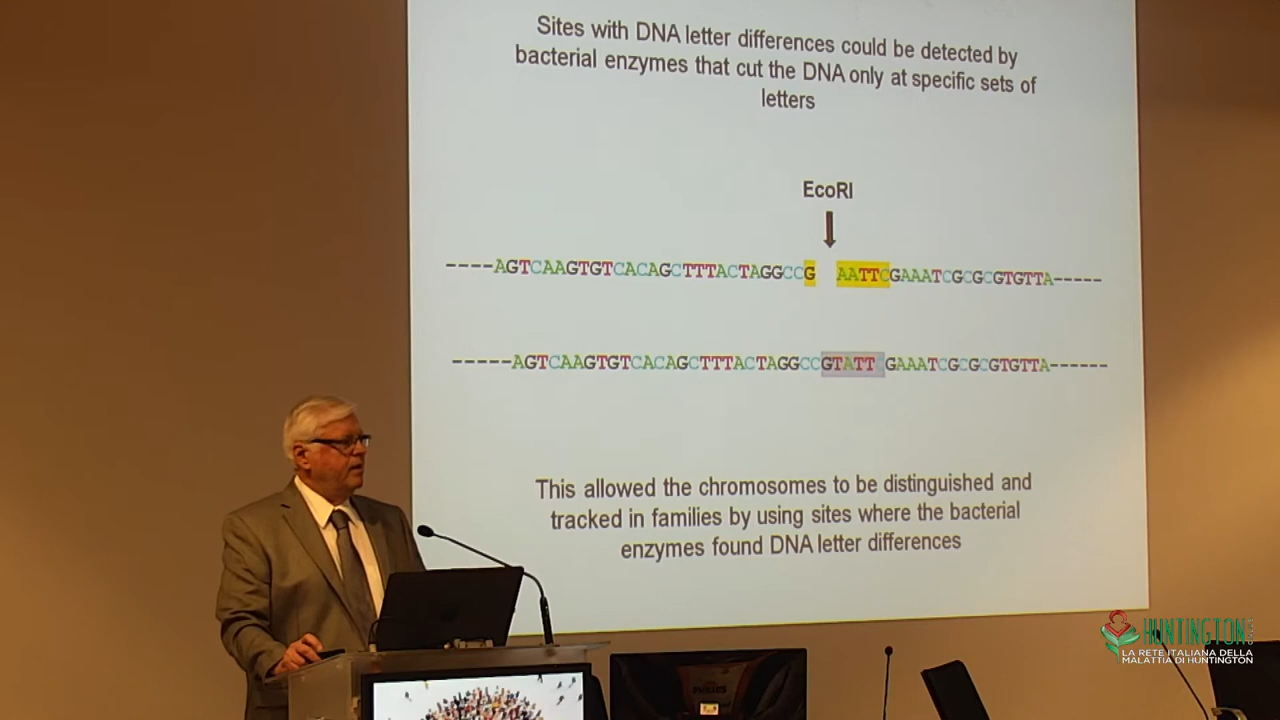 Sites with DNA letter differences could be detected by
bacterial enzymes that cut the DNA only at specific sets of
letters
EcoRI
----AGTCAAGTGTCACAGCTTTACTAGGCCG AATTCGAAATCGCGCGTGTTA-----
-----AGTCAAGTGTCACAGCTTTACTAGGCCGTATTCGAAATCGCGCGTGTTA------
This allowed the chromosomes to be distinguished and
tracked in families by using sites where the bacterial
enzymes found DNA letter differences
HUNTINGTON
LA RETE ITALIANA DELLA
MALATTIA DI HUNTINGTON